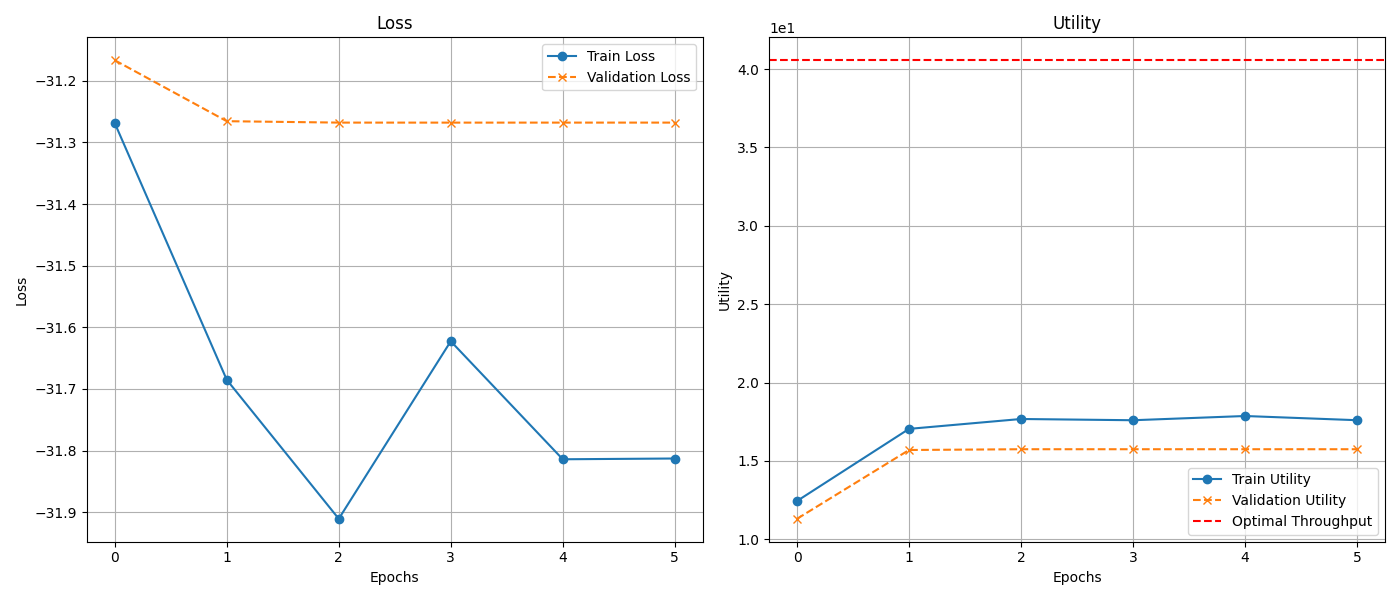 Loss
Train Loss
Validation Loss
−31.2
−31.3
−31.4
−31.5
−31.6
−31.7
−31.8
−31.9
Loss
0 1 2 3 4 5
Epochs
Utility
1e1
4.0
3.5
3.0
2.5
2.0
1.5
1.0
Utility
Train Utility
Validation Utility
Optimal Throughput
0 1 2 3 4 5
Epochs